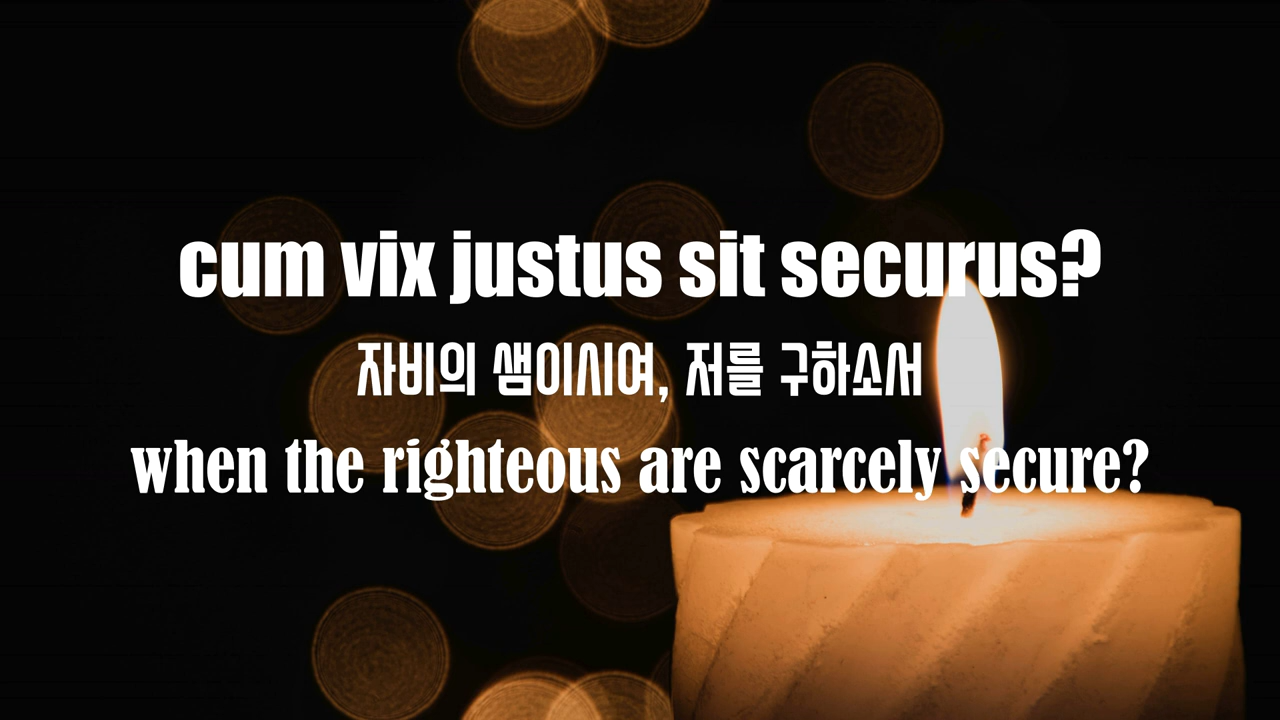 cum vix justus sit securus?
자비의 샘이시여, 저를 구하소서
when the righteous are scarcely secure?